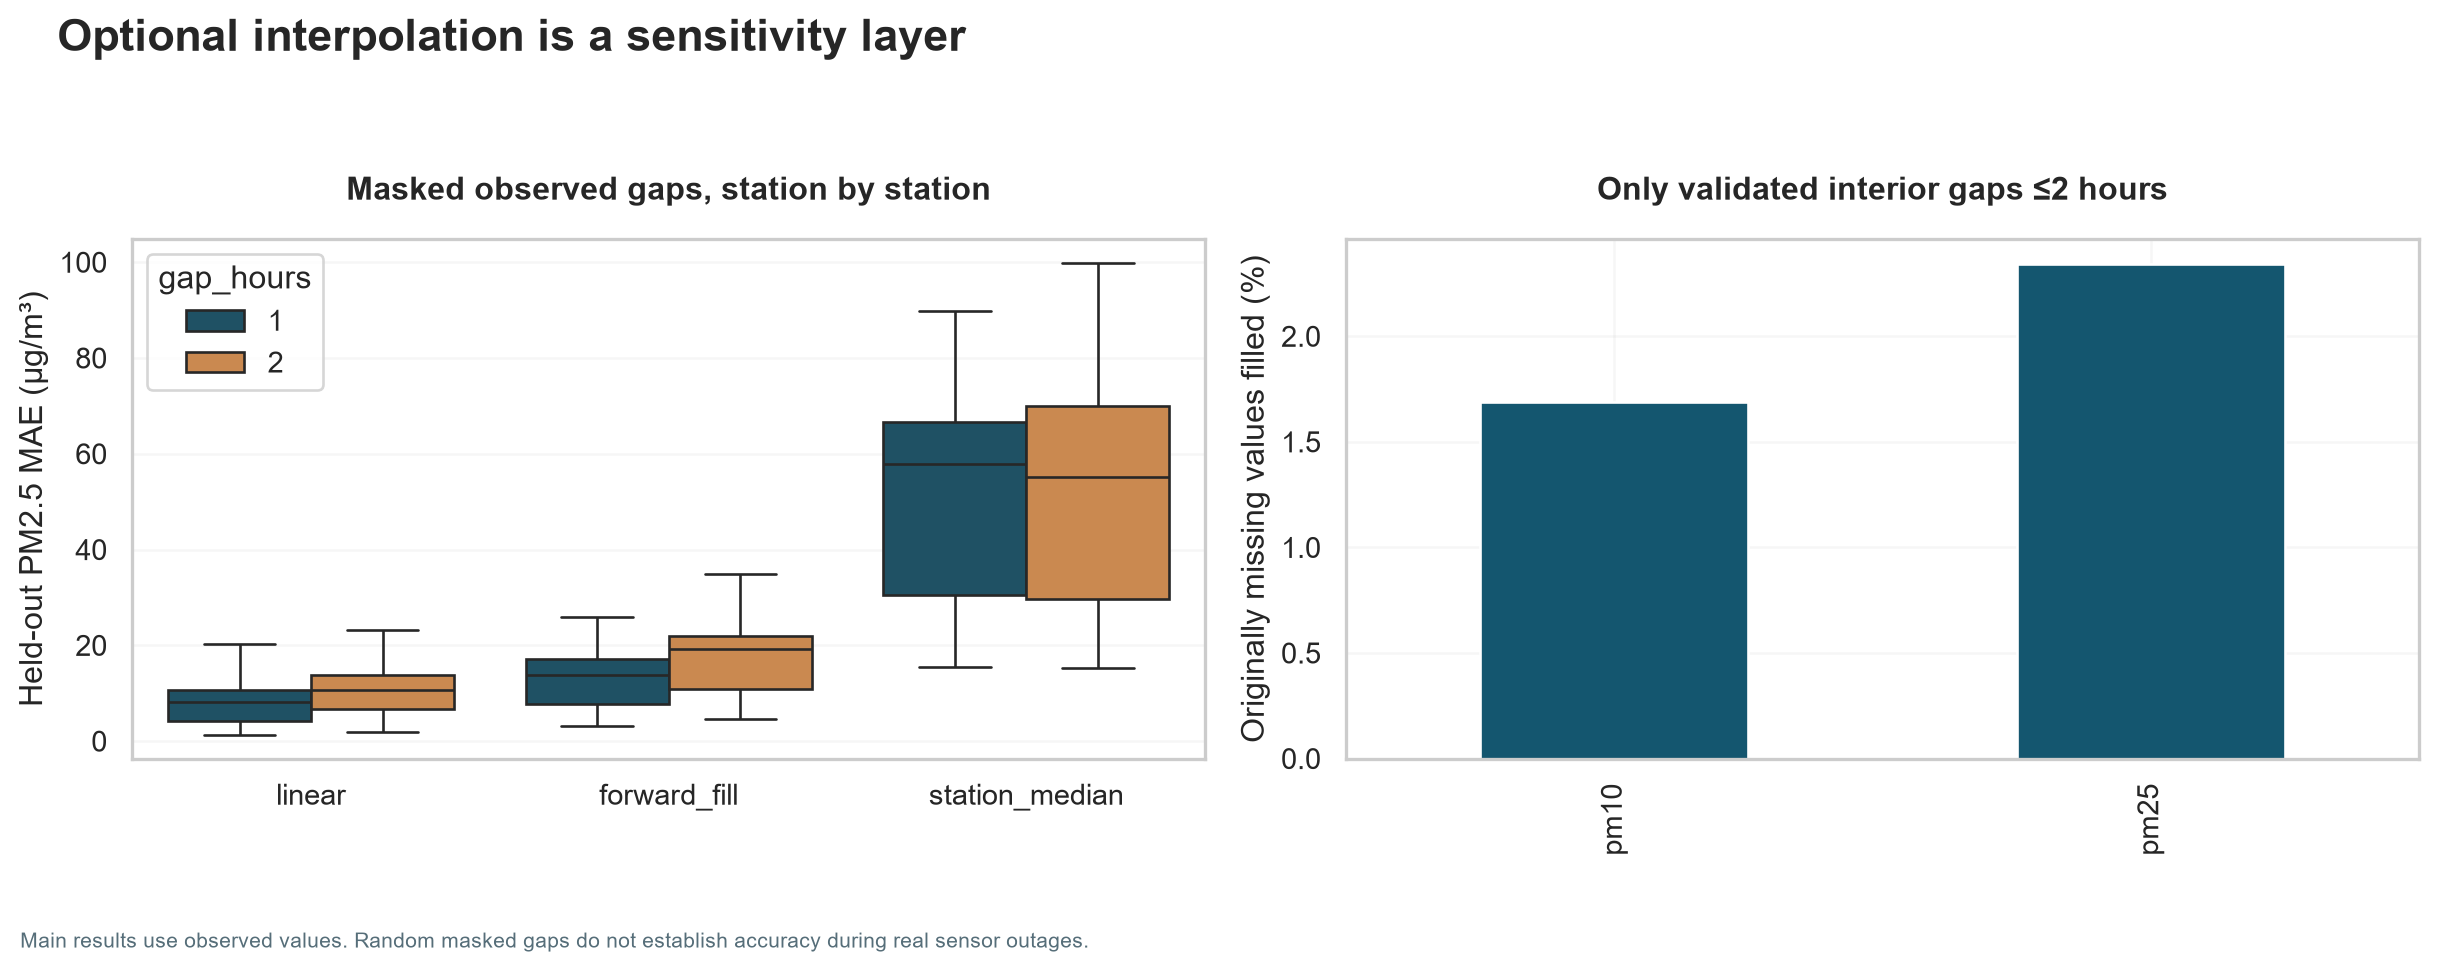 Optional interpolation is a sensitivity layer
Masked observed gaps, station by station
Held-out PM2.5 MAE (µg/m³)
100
80
60
40
20
0
gap_hours
1
2
linear
forward_fill
station_median
Only validated interior gaps ≤2 hours
Originally missing values filled (%)
2.0
1.5
1.0
0.5
0.0
pm10
pm25
Main results use observed values. Random masked gaps do not establish accuracy during real sensor outages.